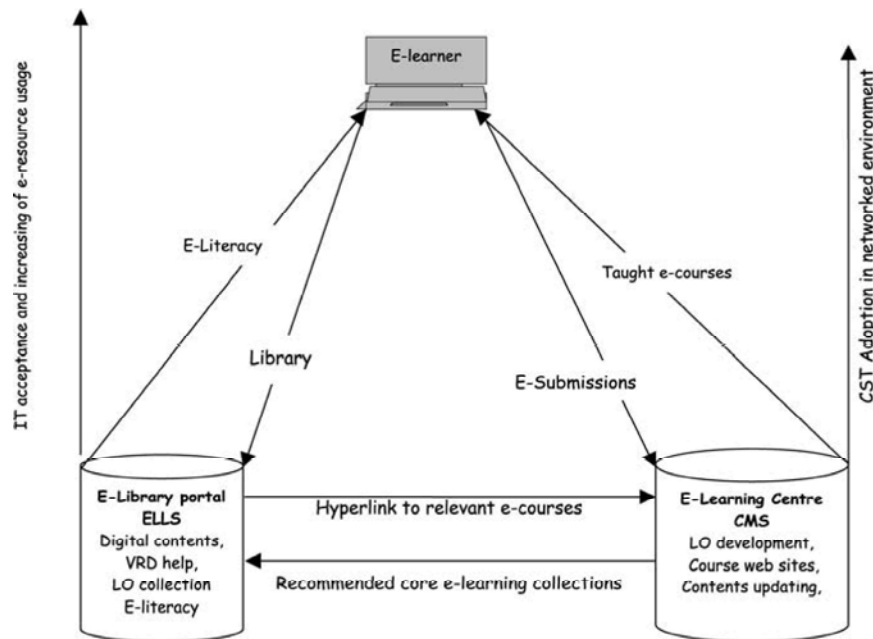 E-learner
IT acceptance and increasing of e-resource usage
CST Adoption in networked environment
E-Literacy
Taught e-courses
Library
E-Submissions
E-Library portal
ELLS
Digital contents,
VRD help,
LO collection
E-literacy
Hyperlink to relevant e-courses
Recommended core e-learning collections
E-Learning Centre
CMS
LO development,
Course web sites,
Contents updating,